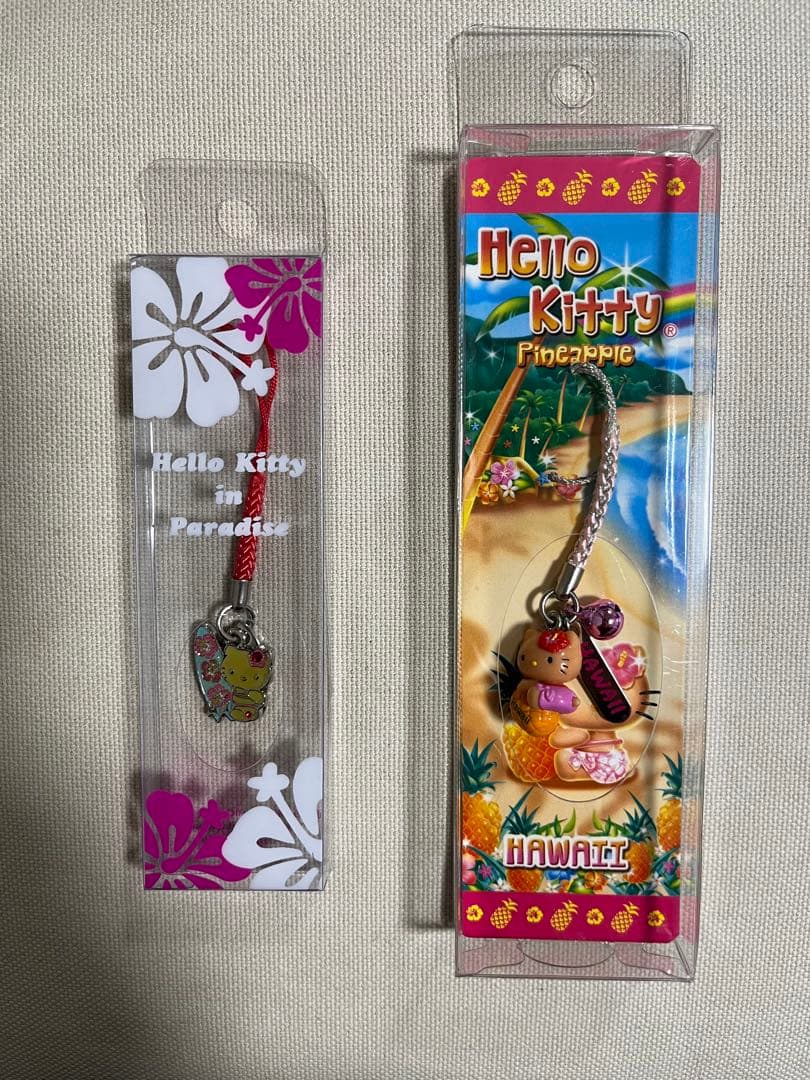 Hello Kitty
in
Paradise
Hello
Kitty®
Pineapple
HAWAII
HAWAII